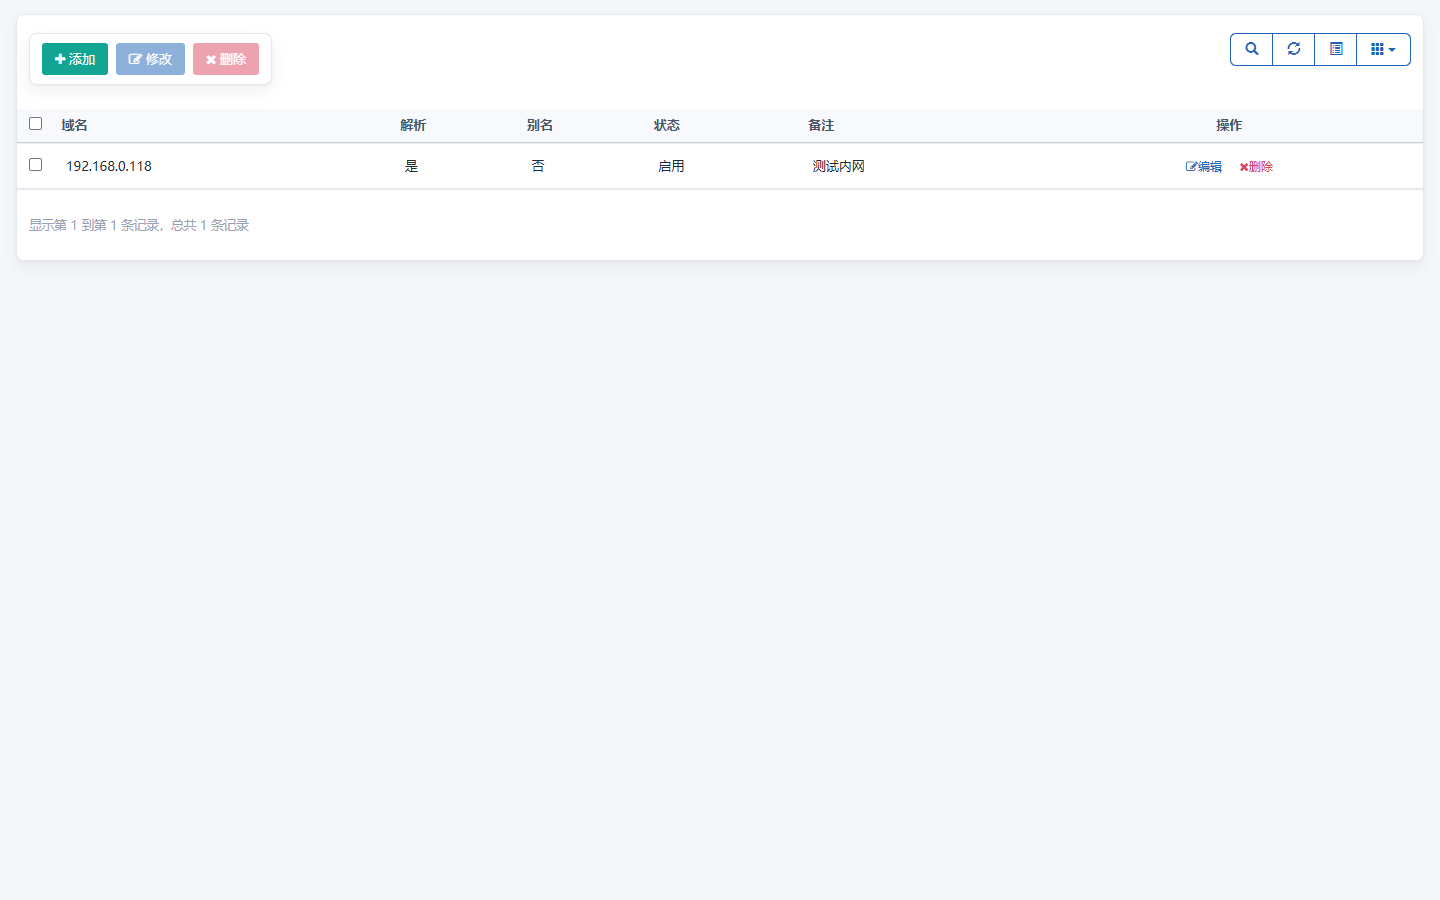 添加 修改 删除
域名 解析 别名 状态 备注 操作
192.168.0.118 是 否 启用 测试内网 编辑 删除
显示第 1 到第 1 条记录，总共 1 条记录